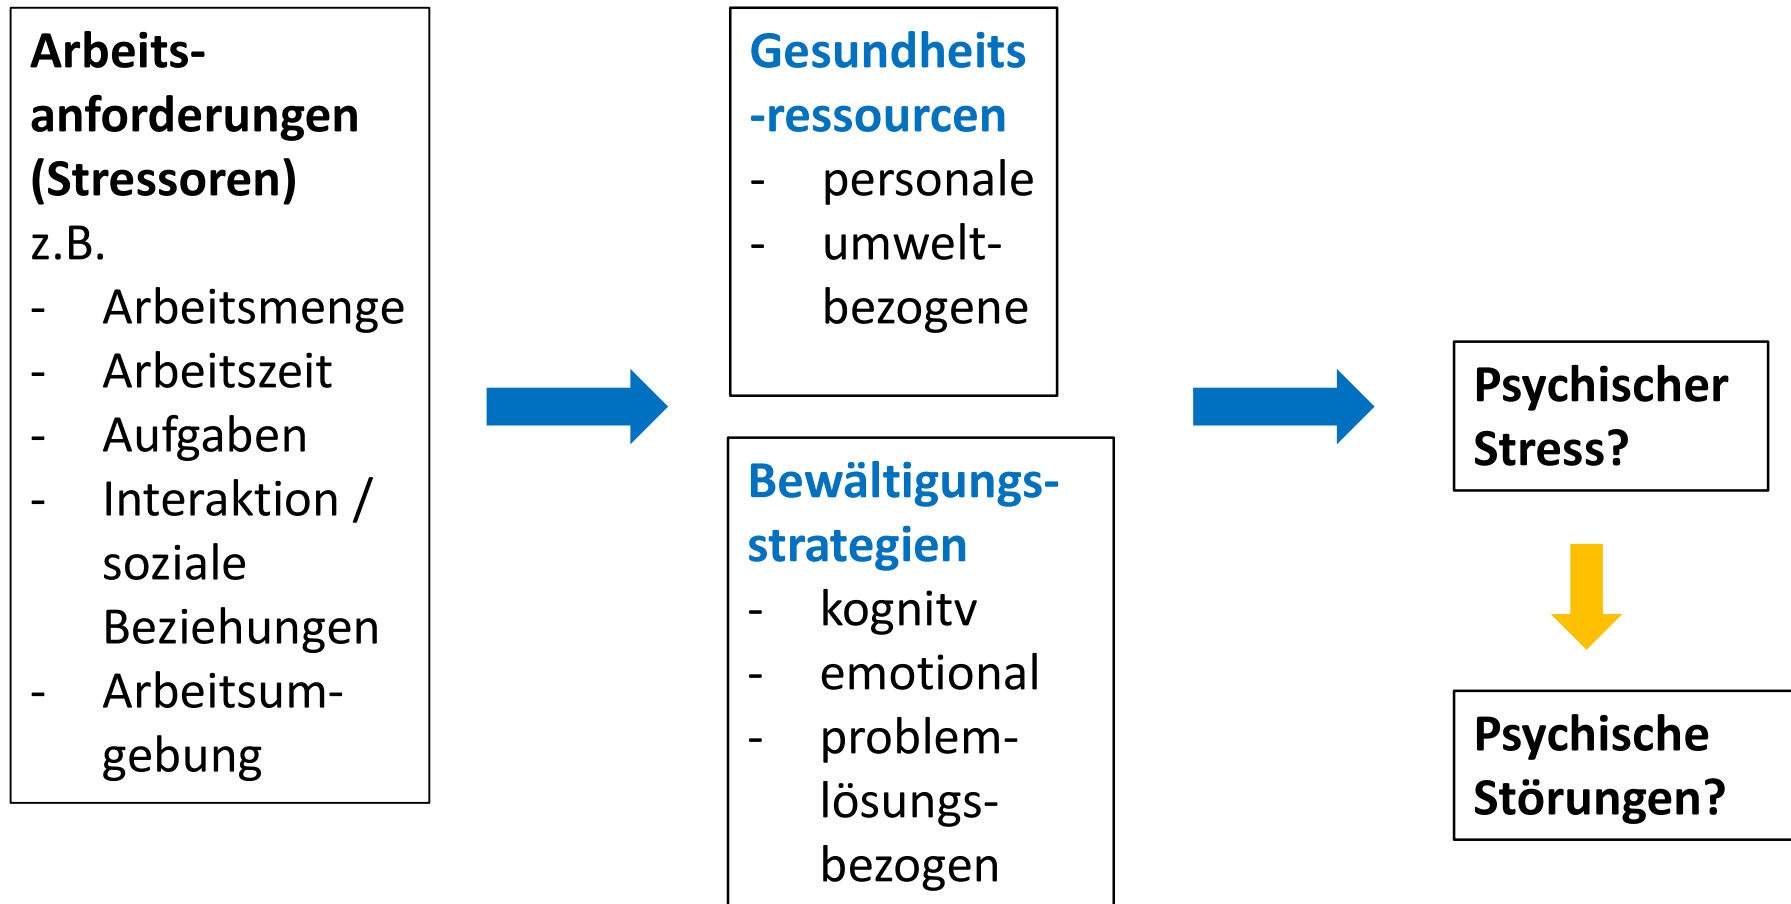 Arbeits-
anforderungen
(Stressoren)
z.B.
- Arbeitsmenge
- Arbeitszeit
- Aufgaben
- Interaktion /
soziale
Beziehungen
- Arbeitsum-
gebung
Gesundheits
-ressourcen
- personale
- umwelt-
bezogene
Bewältigungs-
strategien
- kognitv
- emotional
- problem-
lösungs-
bezogen
Psychischer
Stress?
Psychische
Störungen?